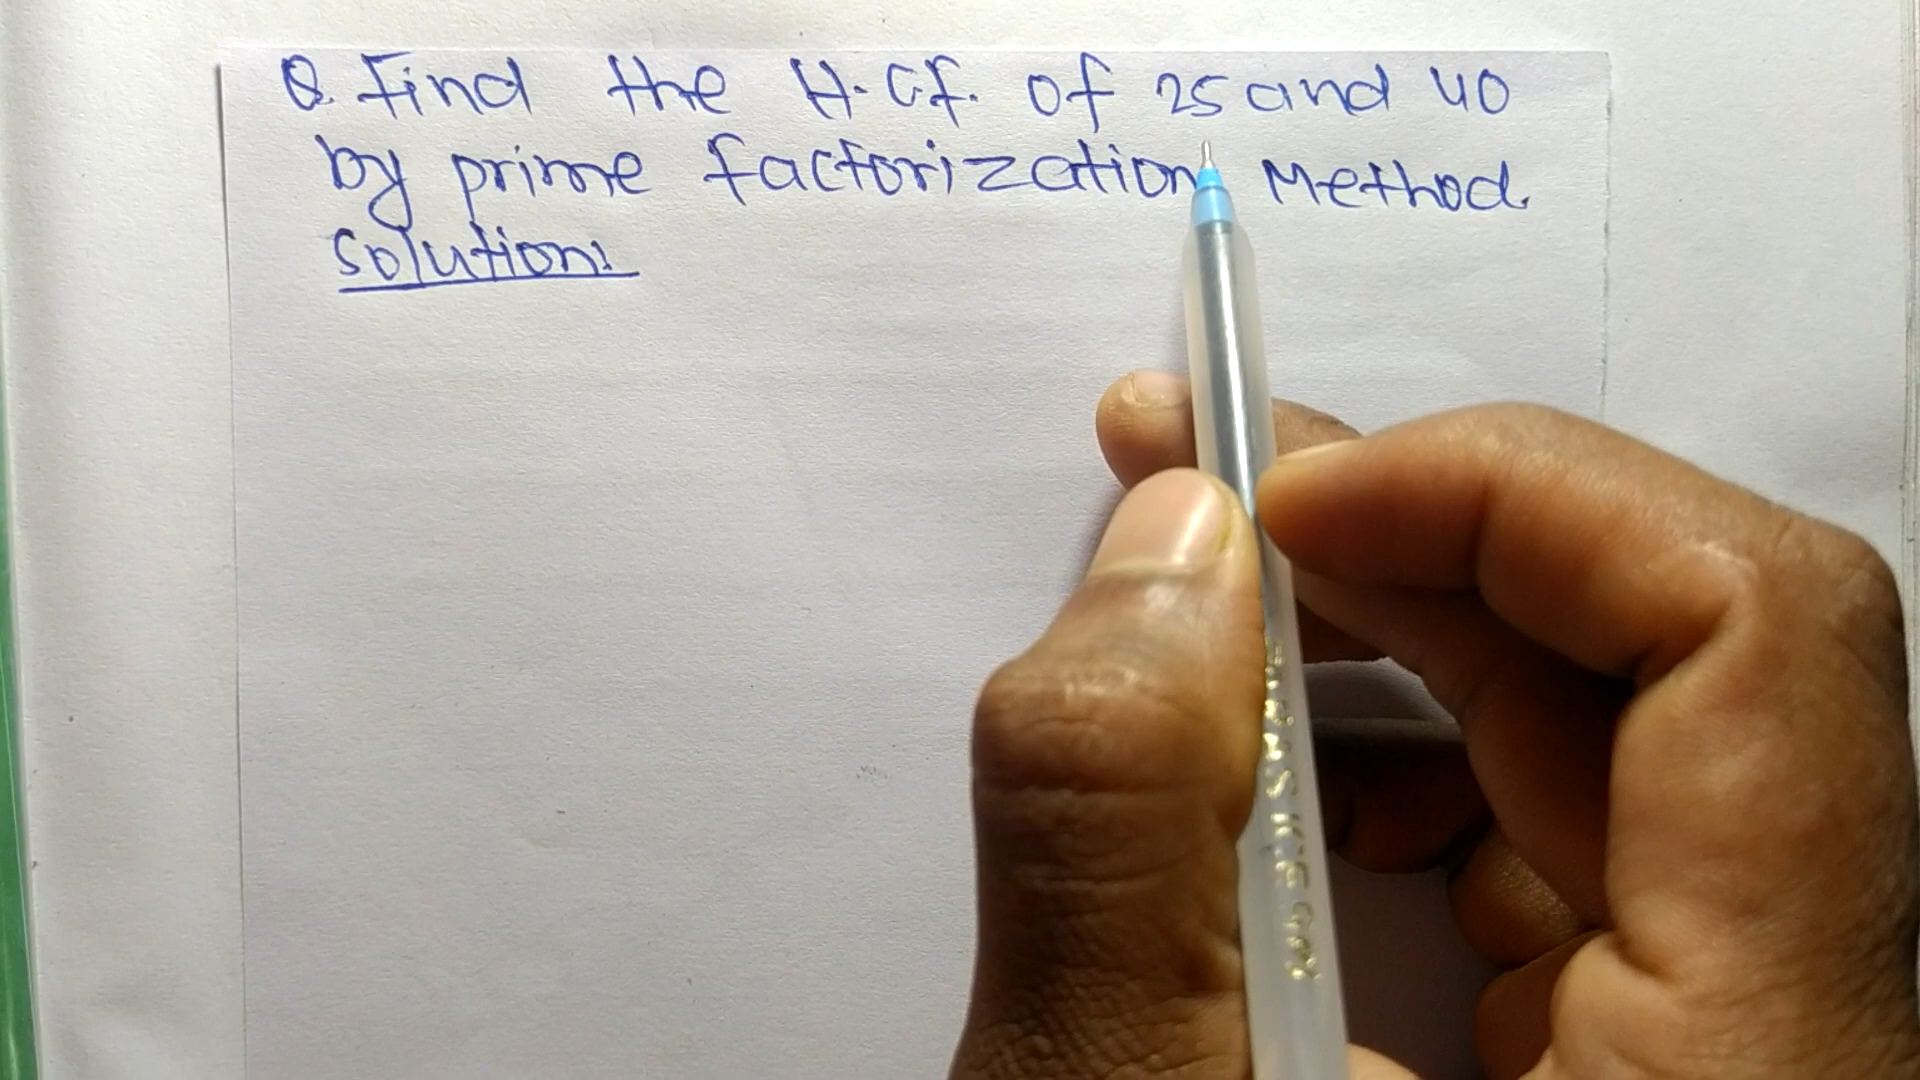 Q. Find the H.C.F. of 25 and 40
by prime factorization Method.
Solution: